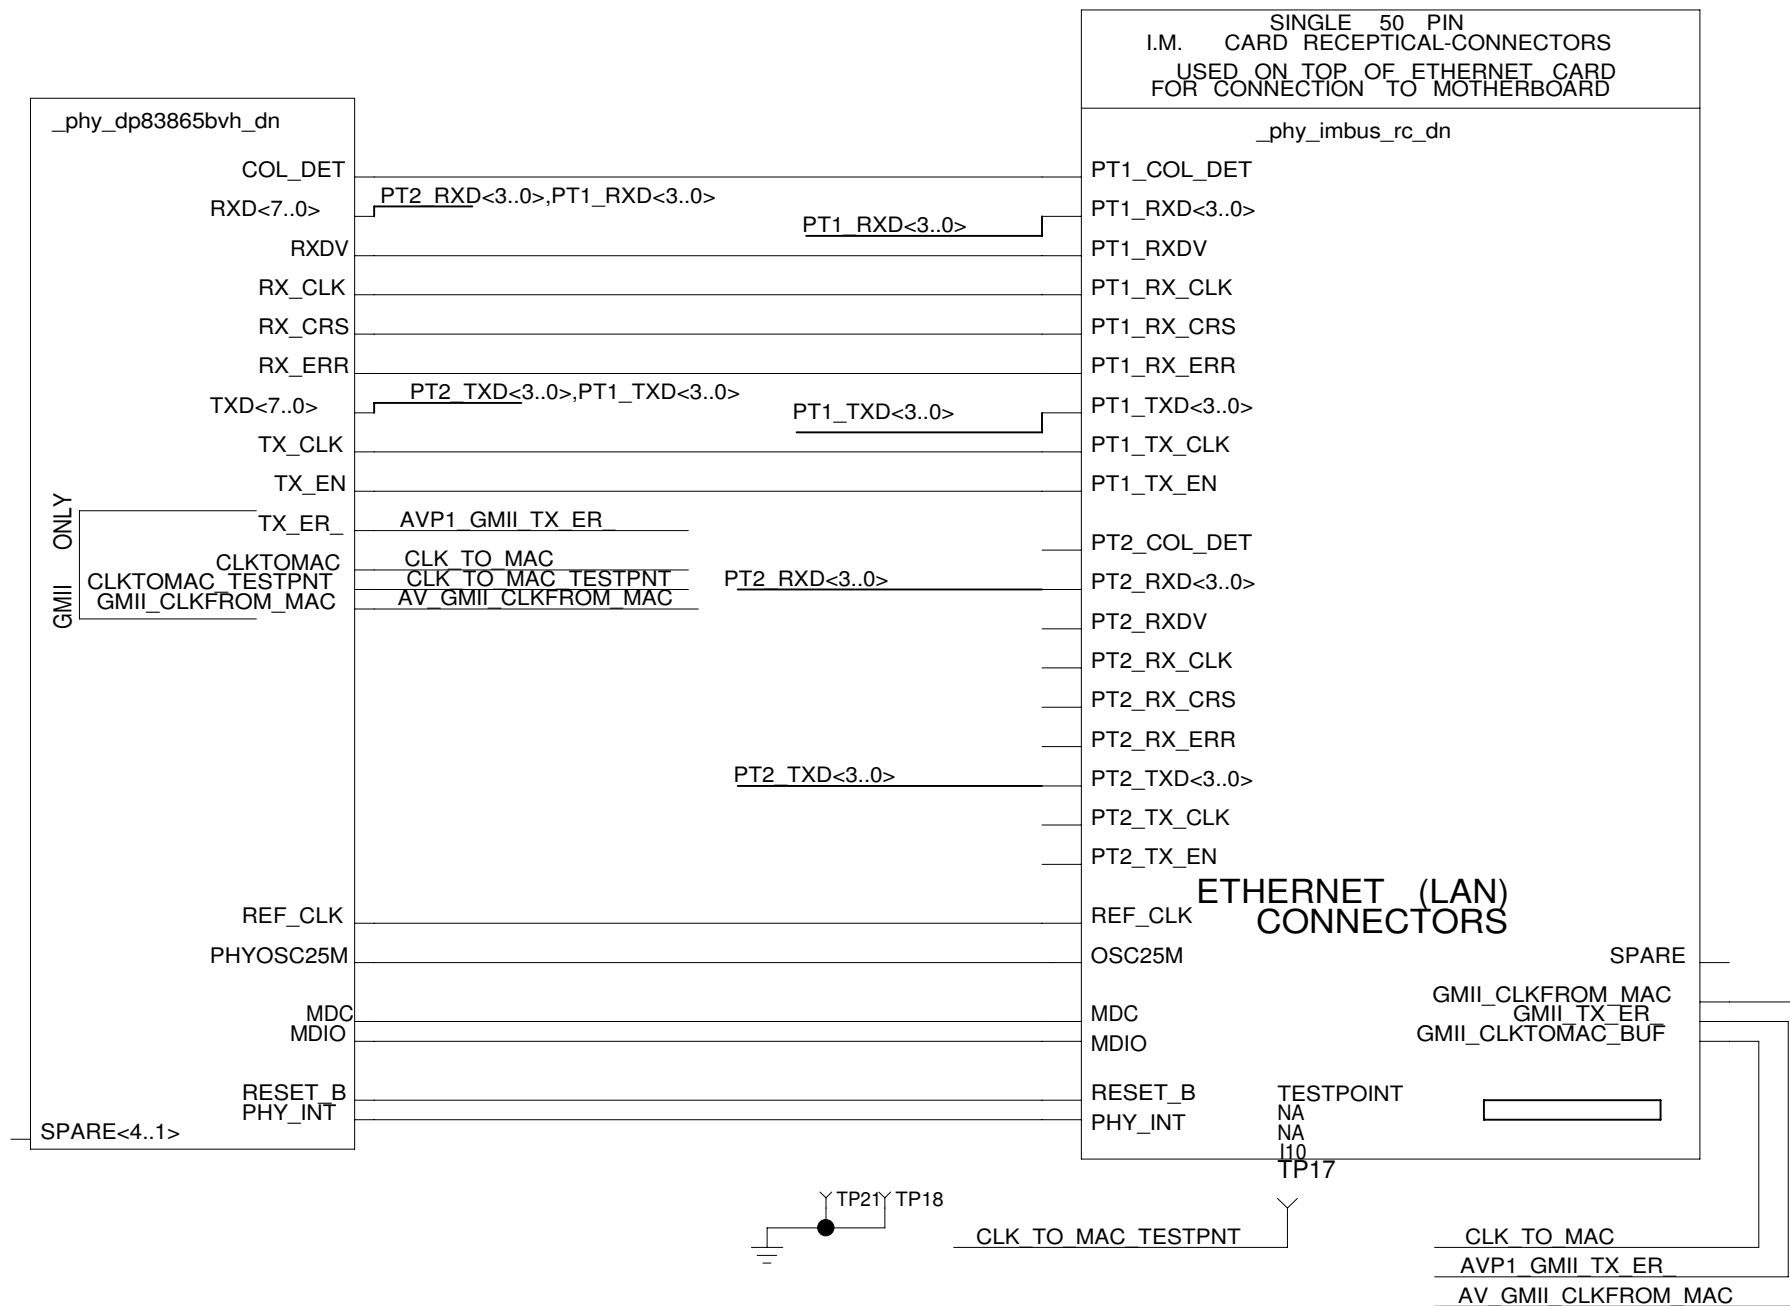 SINGLE 50 PIN
I.M. CARD RECEPTICAL-CONNECTORS
USED ON TOP OF ETHERNET CARD
FOR CONNECTION TO MOTHERBOARD
_phy_dp83865bvh_dn
_phy_imbus_rc_dn
COL_DET
RXD<7..0>
RXDV
RX_CLK
RX_CRS
RX_ERR
TXD<7..0>
TX_CLK
TX_EN
TX_ER_
CLKTOMAC
CLKTOMAC_TESTPNT
GMII_CLKFROM_MAC
GMII ONLY
REF_CLK
PHYOSC25M
MDC
MDIO
RESET_B
PHY_INT
SPARE<4..1>
PT2_RXD<3..0>,PT1_RXD<3..0>
PT1_RXD<3..0>
PT2_TXD<3..0>,PT1_TXD<3..0>
PT1_TXD<3..0>
AVP1_GMII_TX_ER_
CLK_TO_MAC
CLK_TO_MAC_TESTPNT
AV_GMII_CLKFROM_MAC
PT2_RXD<3..0>
PT2_TXD<3..0>
PT1_COL_DET
PT1_RXD<3..0>
PT1_RXDV
PT1_RX_CLK
PT1_RX_CRS
PT1_RX_ERR
PT1_TXD<3..0>
PT1_TX_CLK
PT1_TX_EN
PT2_COL_DET
PT2_RXD<3..0>
PT2_RXDV
PT2_RX_CLK
PT2_RX_CRS
PT2_RX_ERR
PT2_TXD<3..0>
PT2_TX_CLK
PT2_TX_EN
ETHERNET (LAN)
CONNECTORS
REF_CLK
OSC25M
MDC
MDIO
RESET_B
PHY_INT
SPARE
GMII_CLKFROM_MAC
GMII_TX_ER_
GMII_CLKTOMAC_BUF
TESTPOINT
NA
NA
I10
TP17
TP21
TP18
CLK_TO_MAC_TESTPNT
CLK_TO_MAC
AVP1_GMII_TX_ER_
AV_GMII_CLKFROM_MAC